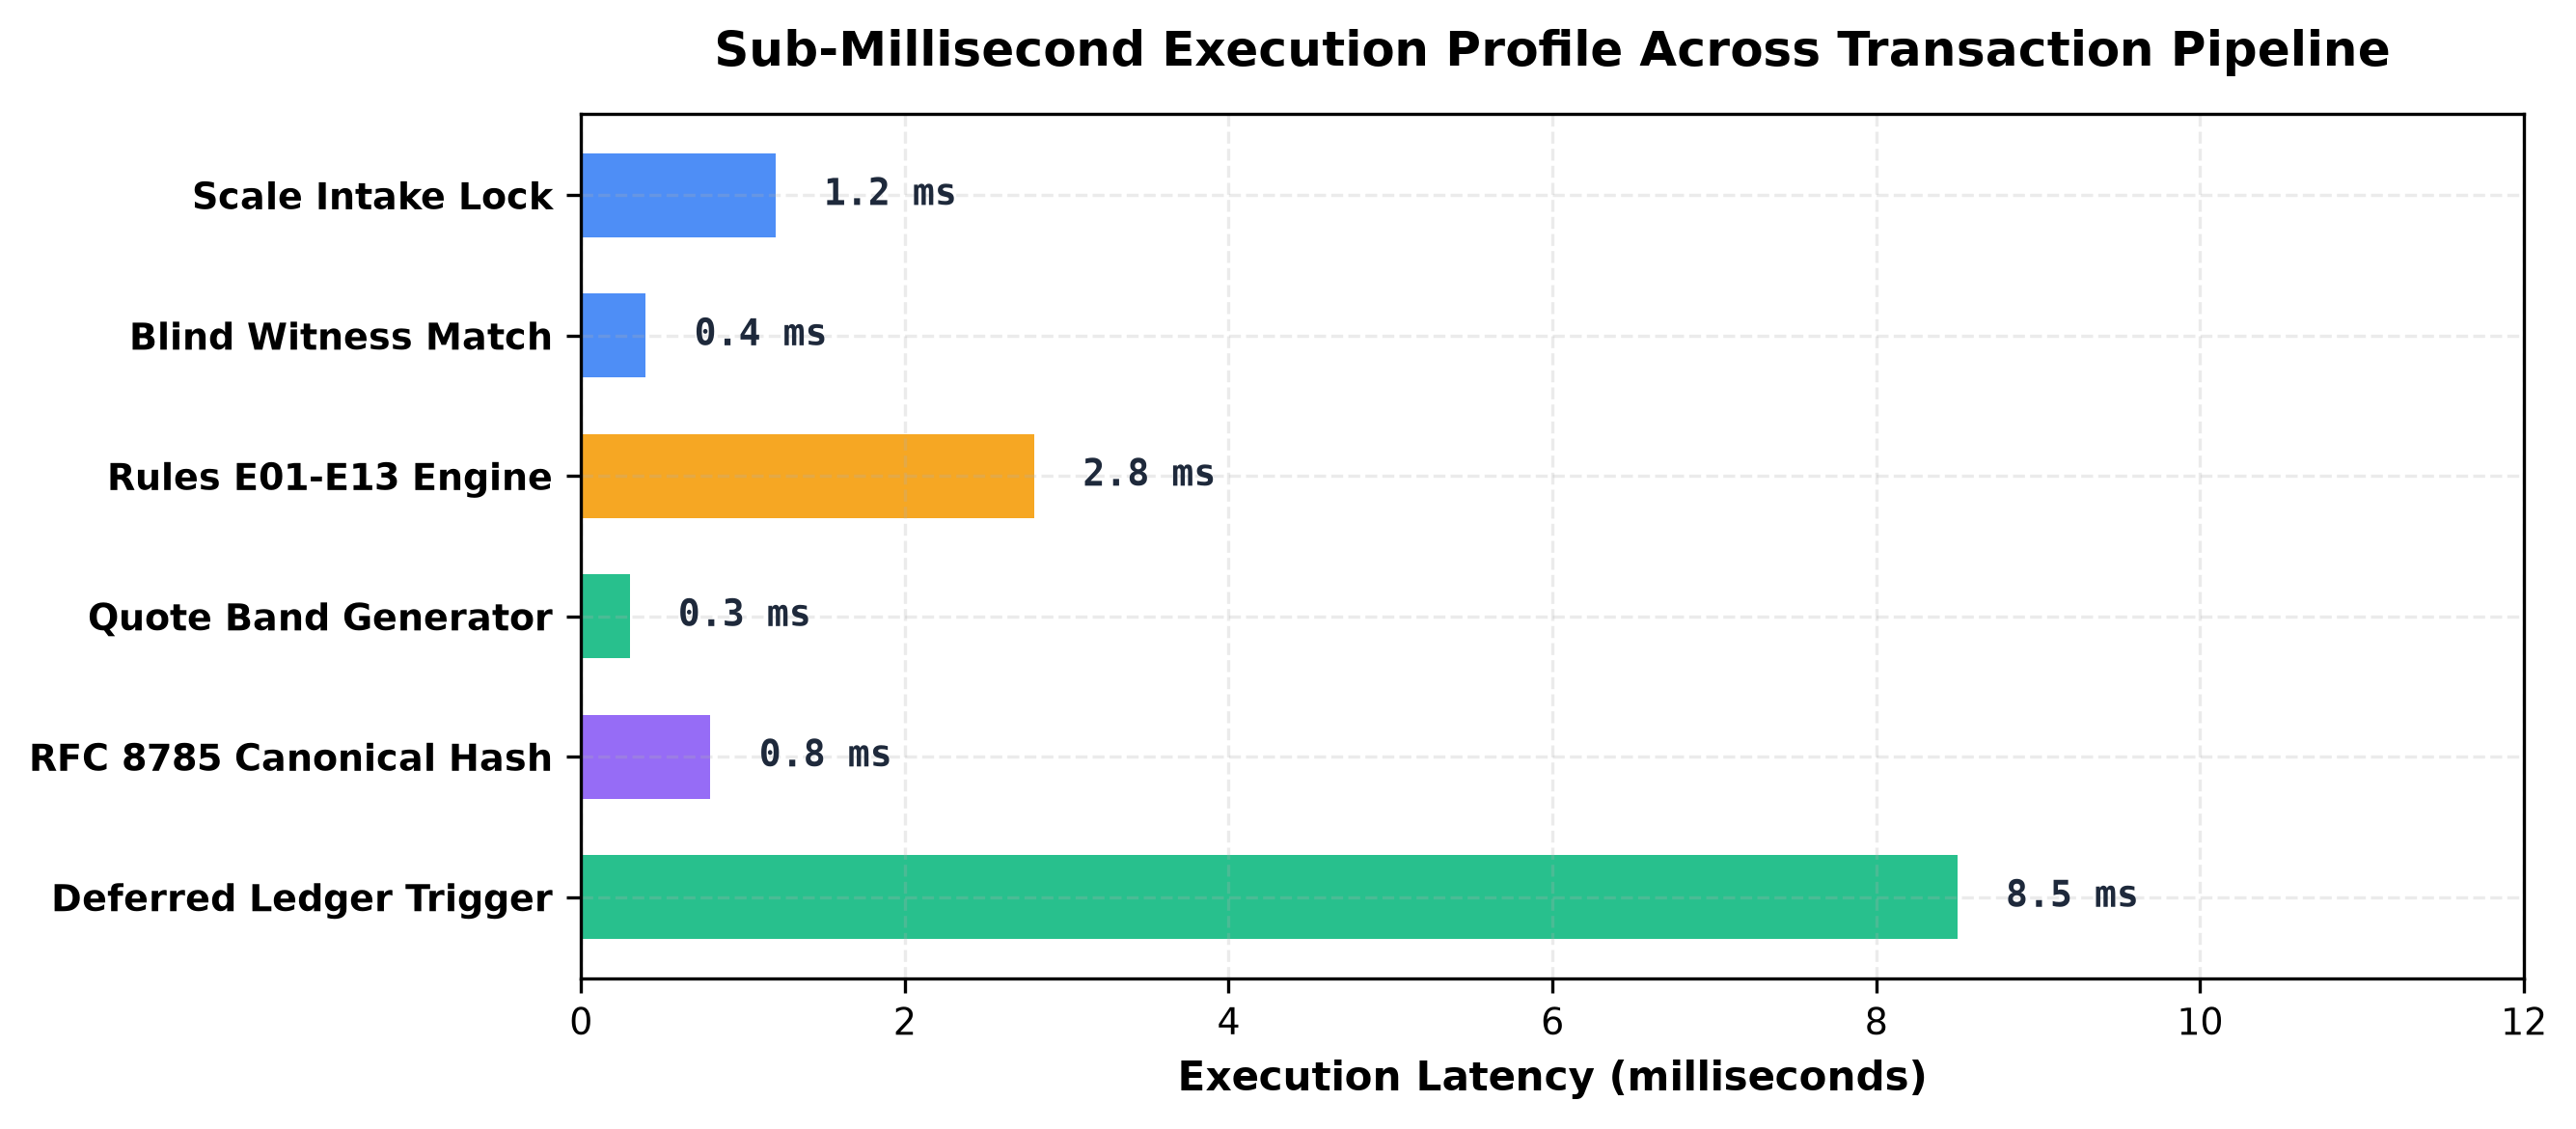 Sub-Millisecond Execution Profile Across Transaction Pipeline
Scale Intake Lock
1.2 ms
Blind Witness Match
0.4 ms
Rules E01-E13 Engine
2.8 ms
Quote Band Generator
0.3 ms
RFC 8785 Canonical Hash
0.8 ms
Deferred Ledger Trigger
8.5 ms
0 2 4 6 8 10 12
Execution Latency (milliseconds)